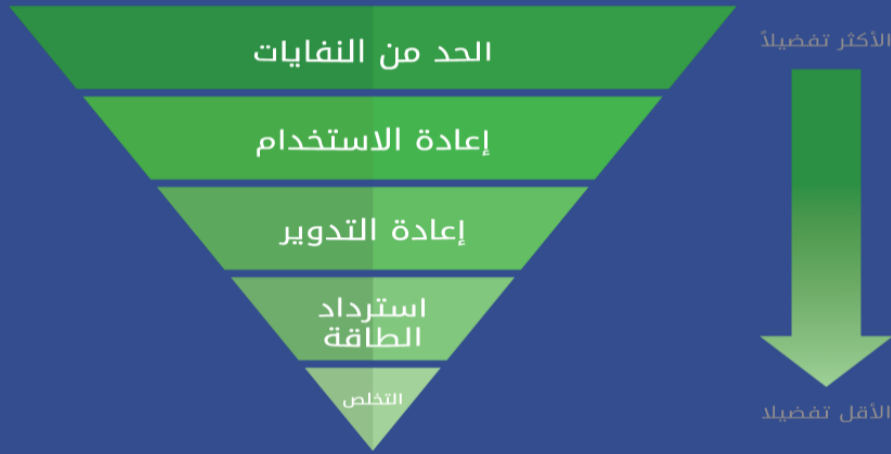 الحد من النفايات
الأكثر تفضيلاً
إعادة الاستخدام
إعادة التدوير
استرداد
الطاقة
التخلص
الأقل تفضيلا